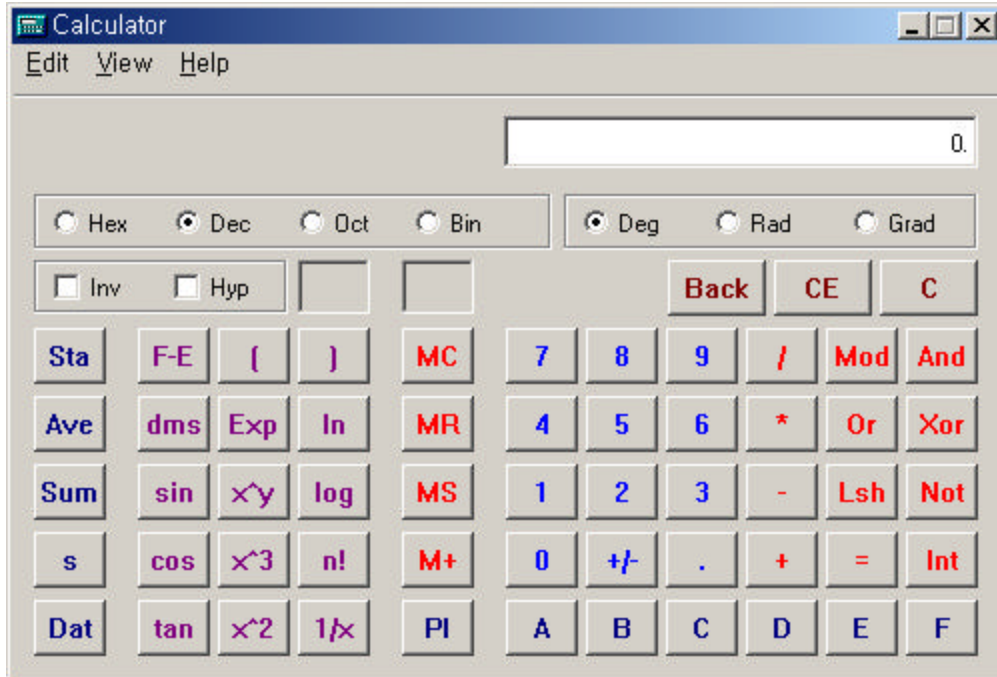 Calculator
Edit View Help
0.
Hex Dec Oct Bin Deg Rad Grad
Inv Hyp Back CE C
Sta F-E ( ) MC 7 8 9 / Mod And
Ave dms Exp ln MR 4 5 6 * Or Xor
Sum sin x^y log MS 1 2 3 - Lsh Not
s cos x^3 n! M+ 0 +/- . + = Int
Dat tan x^2 1/x PI A B C D E F